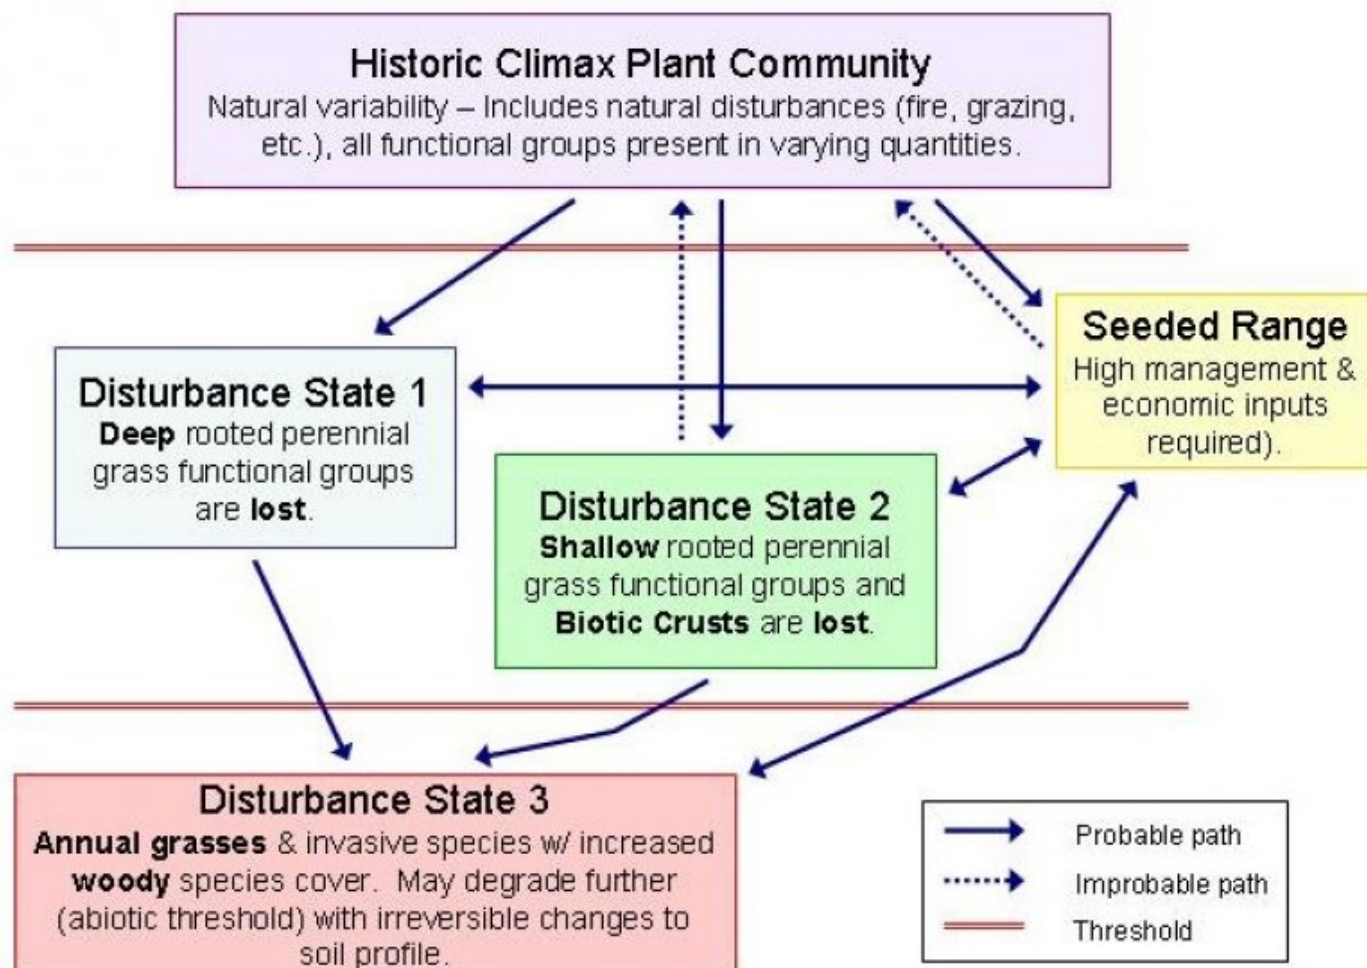 Historic Climax Plant Community
Natural variability – Includes natural disturbances (fire, grazing,
etc.), all functional groups present in varying quantities.
Seeded Range
High management &
economic inputs
required).
Disturbance State 1
Deep rooted perennial
grass functional groups
are lost.
Disturbance State 2
Shallow rooted perennial
grass functional groups and
Biotic Crusts are lost.
Disturbance State 3
Annual grasses & invasive species w/ increased
woody species cover.  May degrade further
(abiotic threshold) with irreversible changes to
soil profile.
Probable path
Improbable path
Threshold